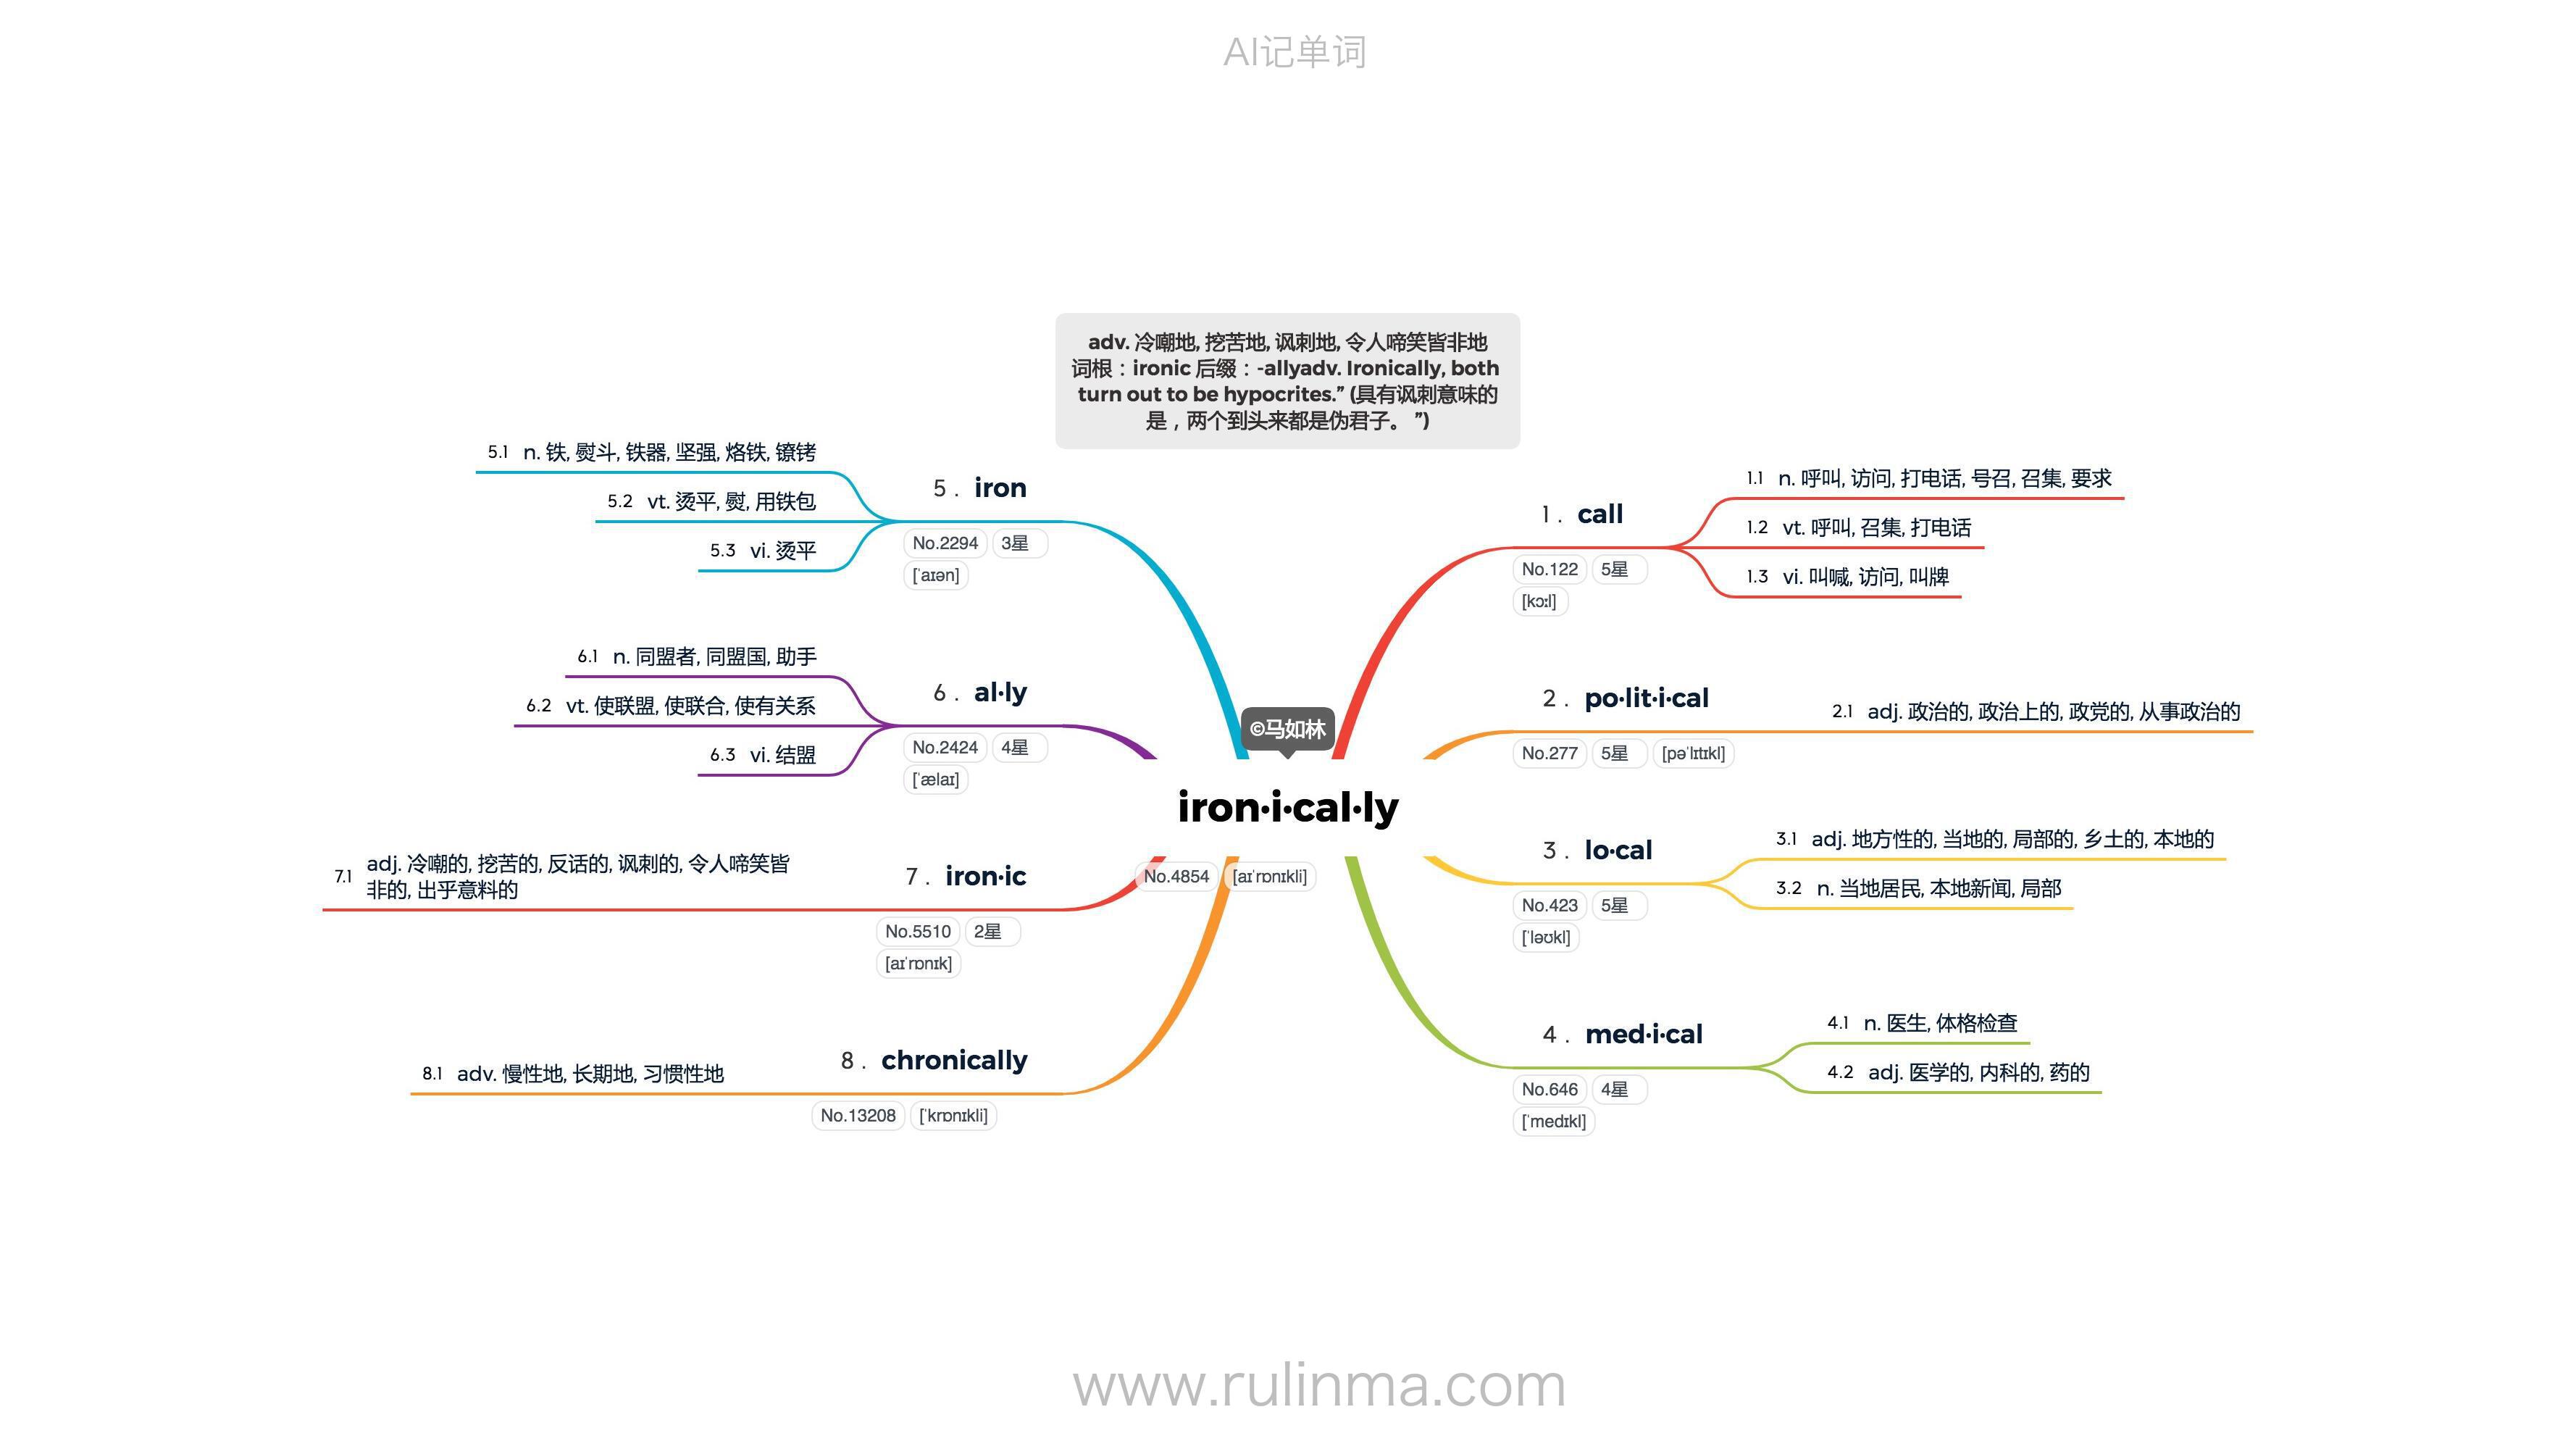 AI记单词
adv. 冷嘲地, 挖苦地, 讽刺地, 令人啼笑皆非地
词根：ironic 后缀：-allyadv. Ironically, both
turn out to be hypocrites.” (具有讽刺意味的
是，两个到头来都是伪君子。 ”)
©马如林
iron·i·cal·ly
No.4854 [aɪˈrɒnɪkli]
1. call
No.122 5星
[kɔːl]
1.1 n. 呼叫, 访问, 打电话, 号召, 召集, 要求
1.2 vt. 呼叫, 召集, 打电话
1.3 vi. 叫喊, 访问, 叫牌
2. po·lit·i·cal
No.277 5星 [pəˈlɪtɪkl]
2.1 adj. 政治的, 政治上的, 政党的, 从事政治的
3. lo·cal
No.423 5星
[ˈləʊkl]
3.1 adj. 地方性的, 当地的, 局部的, 乡土的, 本地的
3.2 n. 当地居民, 本地新闻, 局部
4. med·i·cal
No.646 4星
[ˈmedɪkl]
4.1 n. 医生, 体格检查
4.2 adj. 医学的, 内科的, 药的
5. iron
No.2294 3星
[ˈaɪən]
5.1 n. 铁, 熨斗, 铁器, 坚强, 烙铁, 镣铐
5.2 vt. 烫平, 熨, 用铁包
5.3 vi. 烫平
6. al·ly
No.2424 4星
[ˈælaɪ]
6.1 n. 同盟者, 同盟国, 助手
6.2 vt. 使联盟, 使联合, 使有关系
6.3 vi. 结盟
7. iron·ic
No.5510 2星
[aɪˈrɒnɪk]
7.1 adj. 冷嘲的, 挖苦的, 反话的, 讽刺的, 令人啼笑皆
非的, 出乎意料的
8. chronically
No.13208 [ˈkrɒnɪkli]
8.1 adv. 慢性地, 长期地, 习惯性地
www.rulinma.com